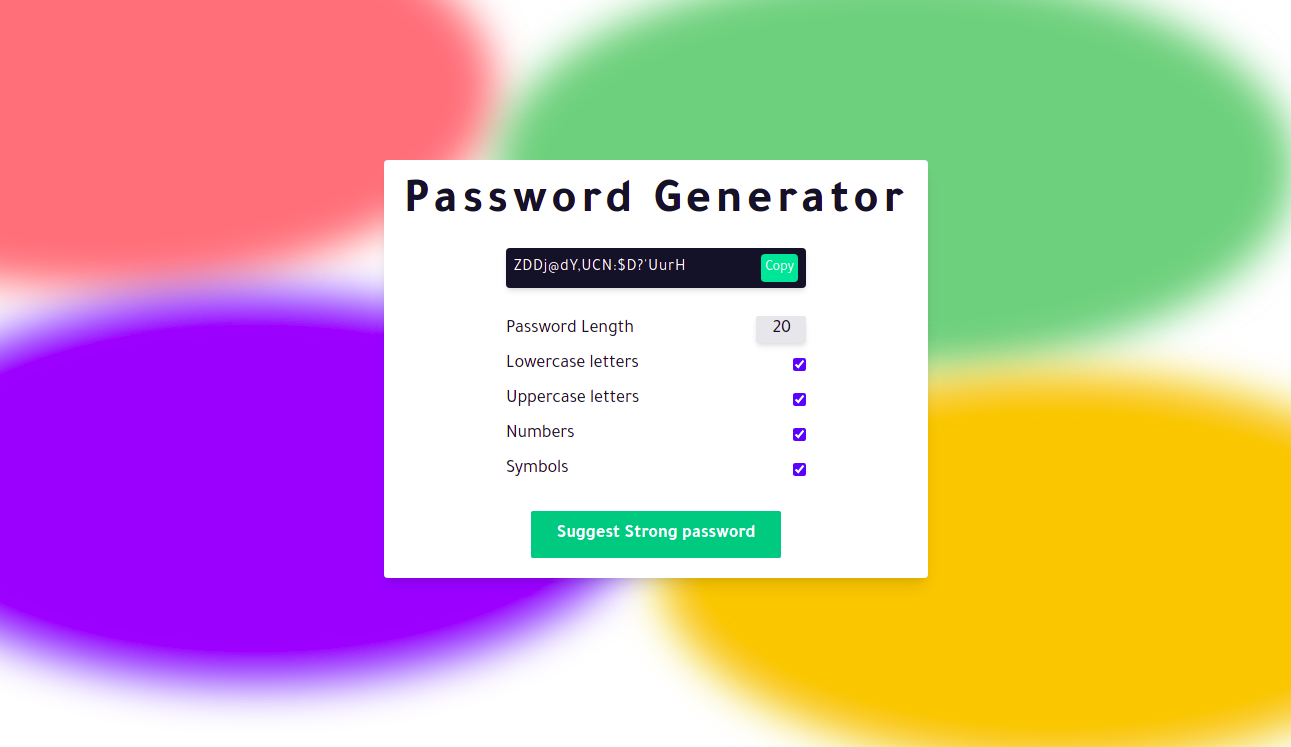 Password Generator
ZDDj@dY,UCN:$D?'UurH
Copy
Password Length
20
Lowercase letters
Uppercase letters
Numbers
Symbols
Suggest Strong password